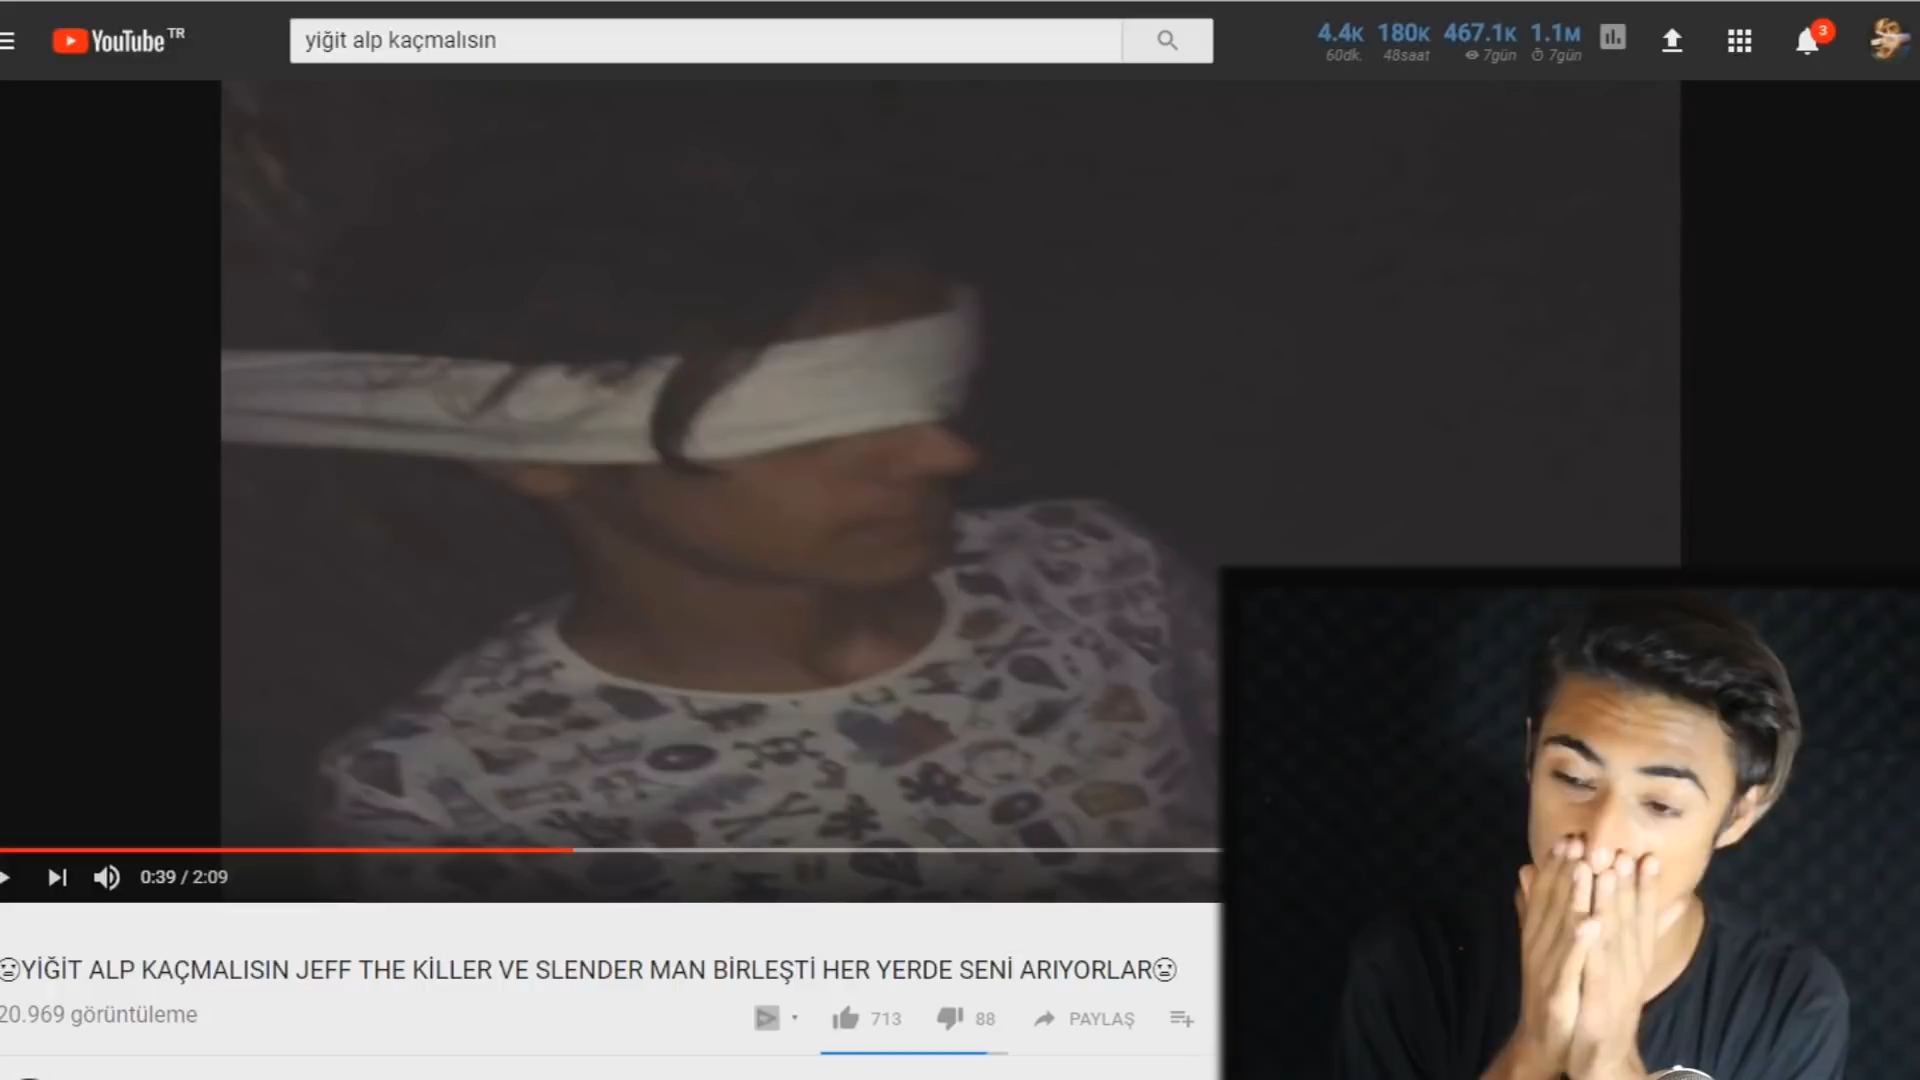 YouTube TR
yiğit alp kaçmalısın
4.4K 180K 467.1K 1.1M
60dk. 48saat 7gün 7gün
3
0:39 / 2:09
YİĞİT ALP KAÇMALISIN JEFF THE KİLLER VE SLENDER MAN BİRLEŞTİ HER YERDE SENİ ARIYORLAR
20.969 görüntüleme
713 88 PAYLAŞ